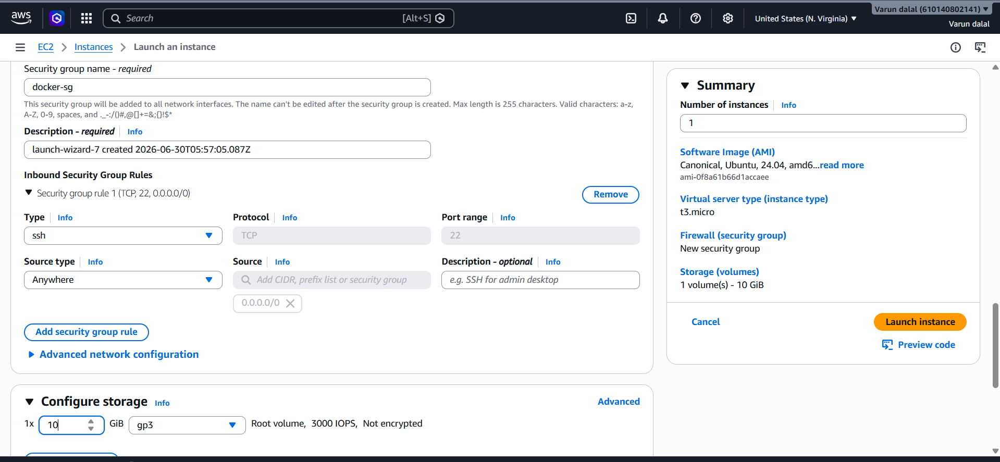 aws
Search [Alt+S]
United States (N. Virginia)
Varun dalal (610140802141)
Varun dalal
EC2 Instances Launch an instance
Security group name - required
docker-sg
This security group will be added to all network interfaces. The name can't be edited after the security group is created. Max length is 255 characters. Valid characters: a-z,
A-Z, 0-9, spaces, and ._-:/()#,@[]+=&;{}!$*
Description - required Info
launch-wizard-7 created 2026-06-30T05:57:05.087Z
Inbound Security Group Rules
Security group rule 1 (TCP, 22, 0.0.0.0/0)
Remove
Type Info Protocol Info Port range Info
ssh TCP 22
Source type Info Source Info Description - optional Info
Anywhere Add CIDR, prefix list or security group e.g. SSH for admin desktop
0.0.0.0/0
Add security group rule
Advanced network configuration
Configure storage Info Advanced
1x 10 GiB gp3 Root volume, 3000 IOPS, Not encrypted
Summary
Number of instances Info
1
Software Image (AMI)
Canonical, Ubuntu, 24.04, amd6...read more
ami-0f8a61b66d1accaee
Virtual server type (instance type)
t3.micro
Firewall (security group)
New security group
Storage (volumes)
1 volume(s) - 10 GiB
Cancel Launch instance
Preview code